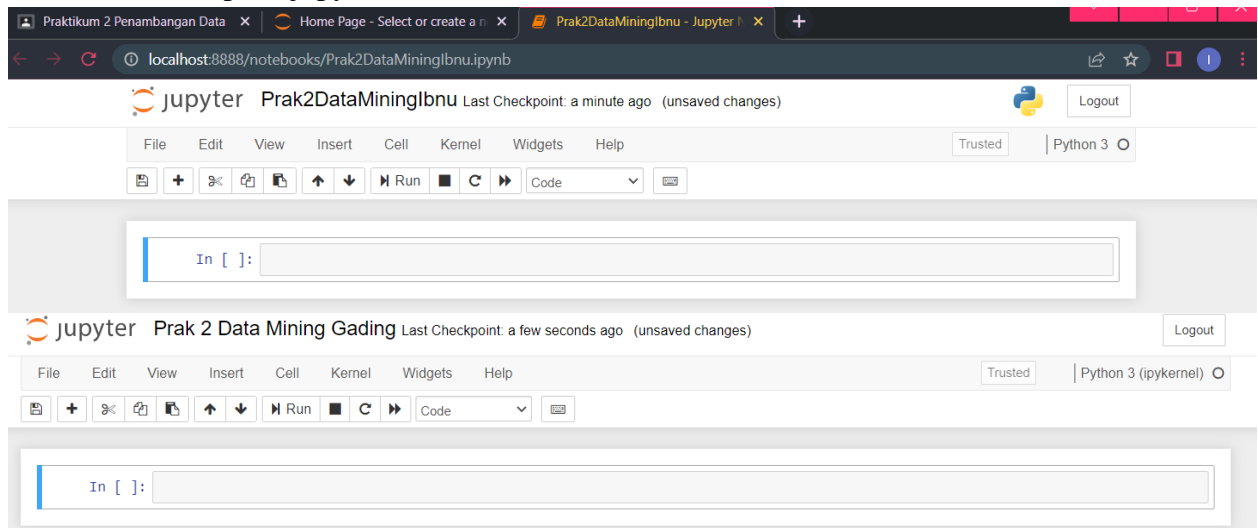 Praktikum 2 Penambangan Data Home Page - Select or create a n Prak2DataMiningIbnu - Jupyter N
localhost:8888/notebooks/Prak2DataMiningIbnu.ipynb I
jupyter Prak2DataMiningIbnu Last Checkpoint: a minute ago (unsaved changes) Logout
File Edit View Insert Cell Kernel Widgets Help Trusted Python 3
Run Code
In [ ]:
jupyter Prak 2 Data Mining Gading Last Checkpoint: a few seconds ago (unsaved changes) Logout
File Edit View Insert Cell Kernel Widgets Help Trusted Python 3 (ipykernel)
Run Code
In [ ]: